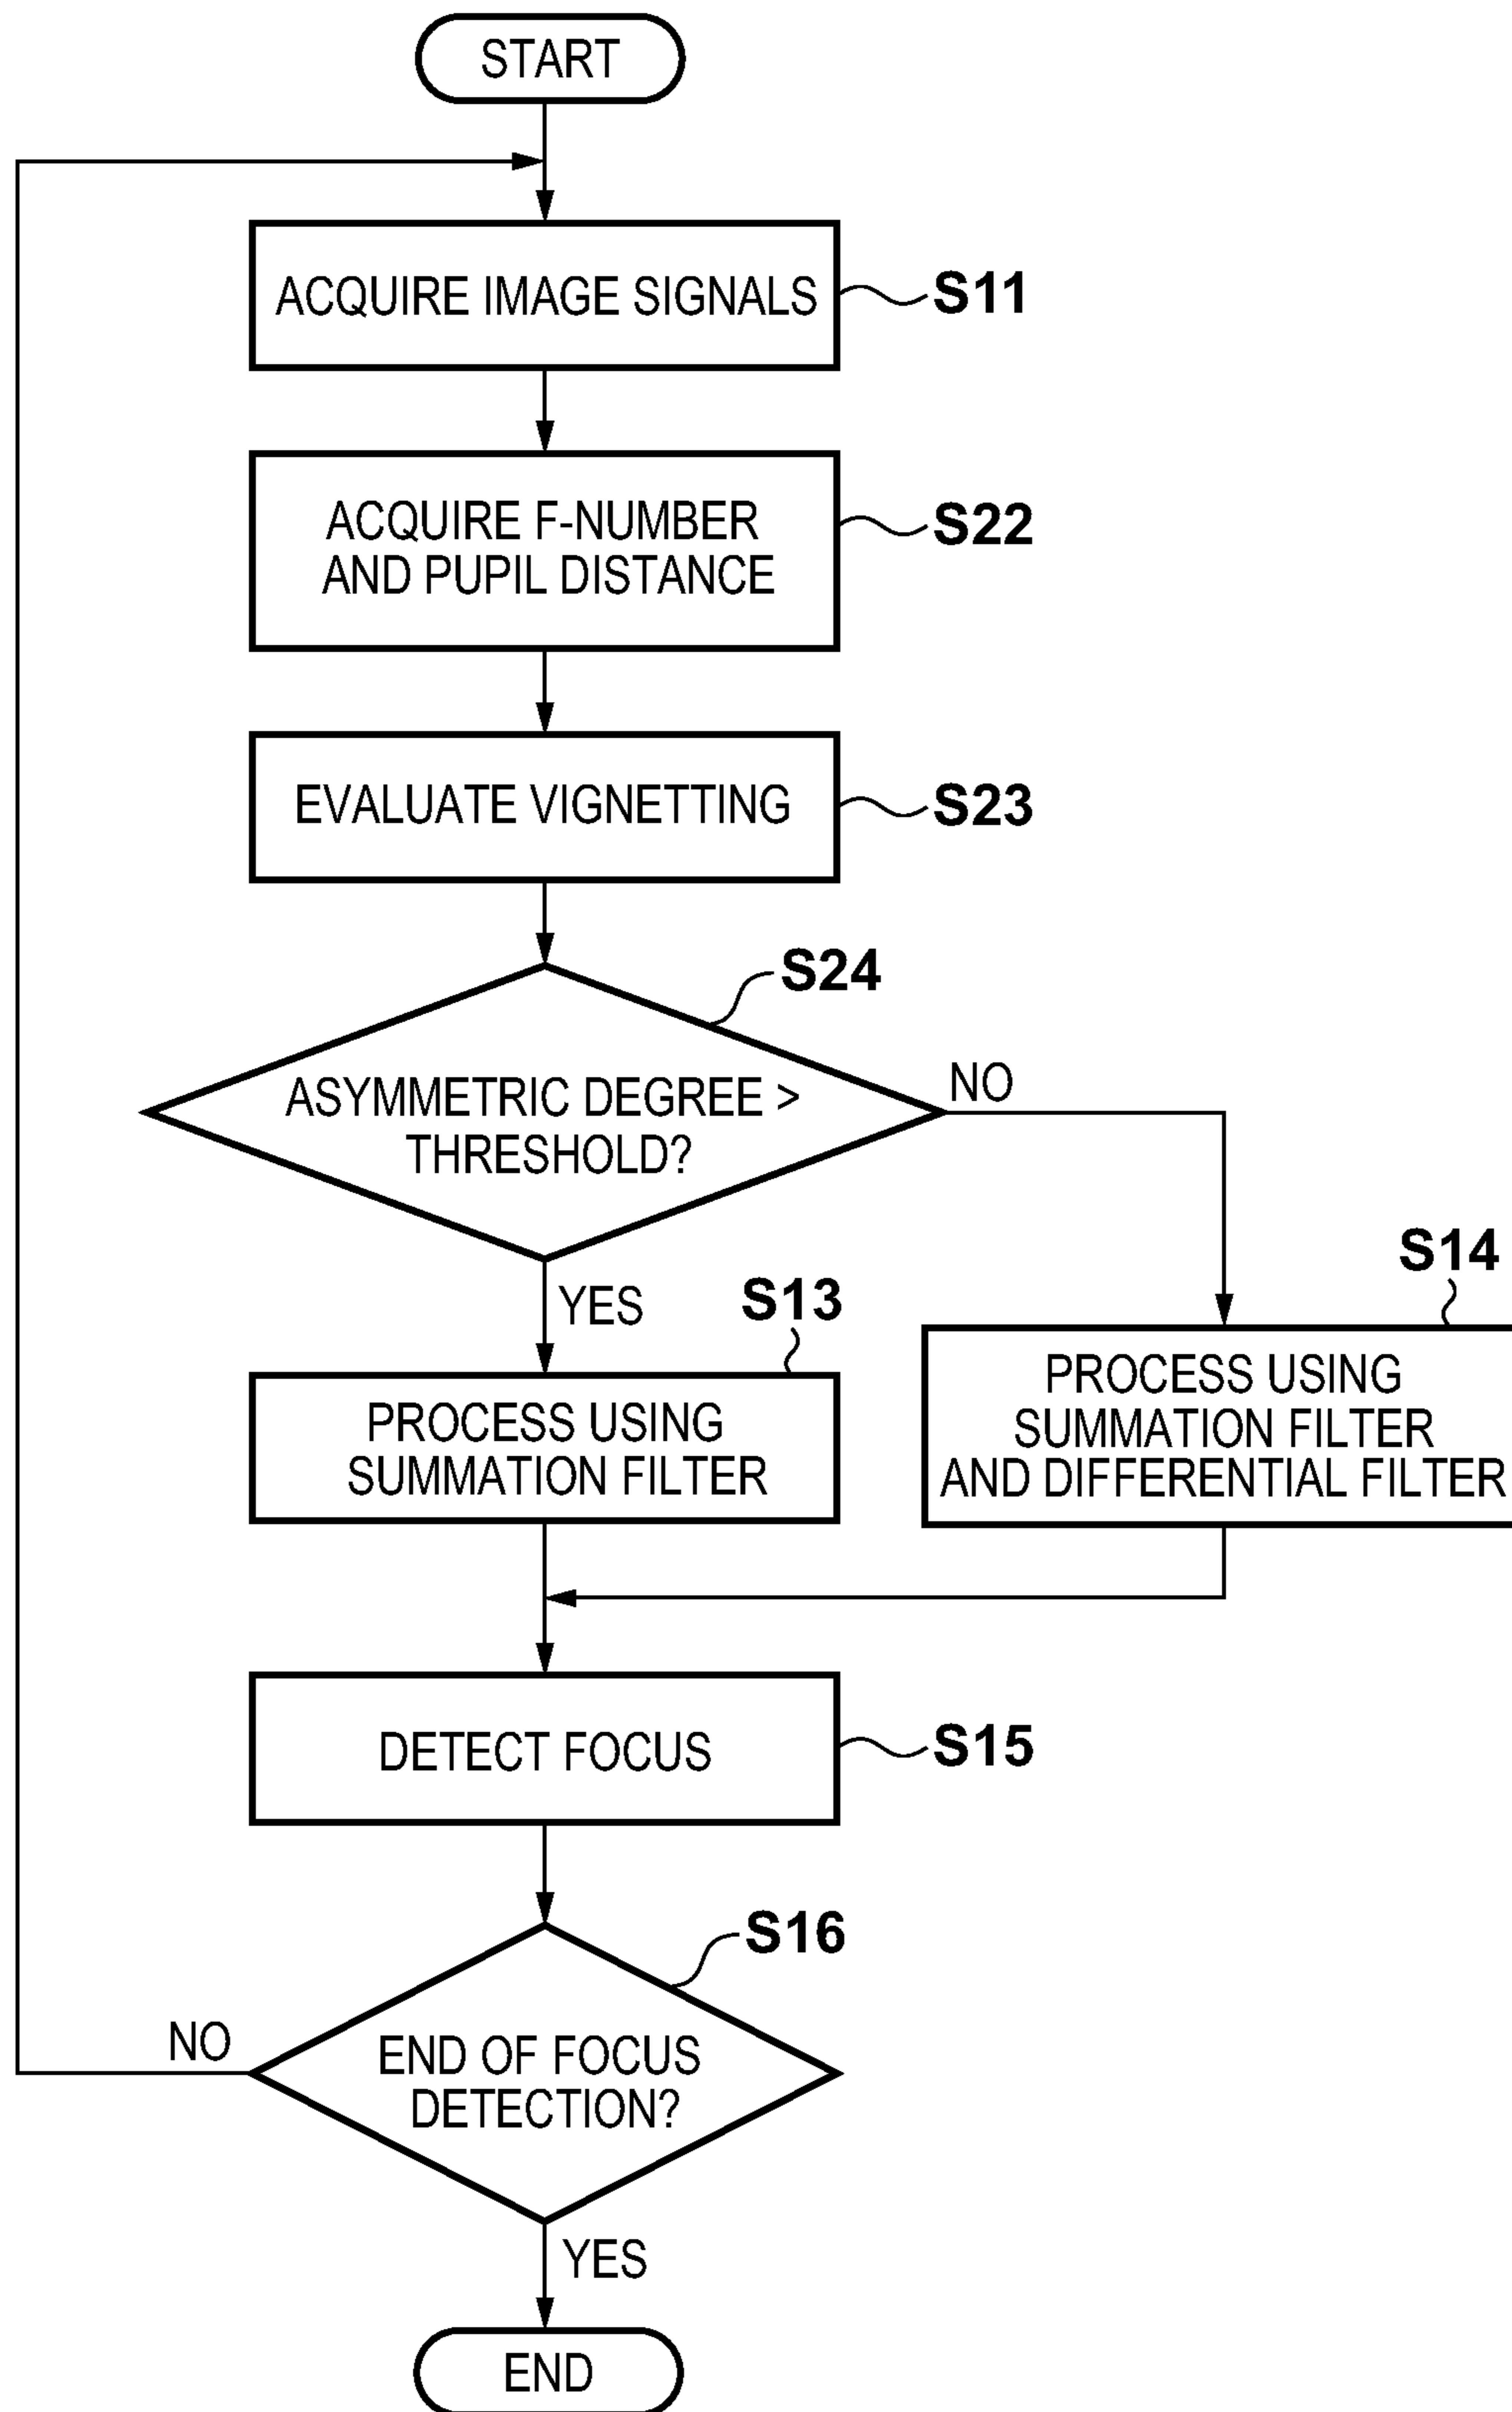 START
ACQUIRE IMAGE SIGNALS
S11
ACQUIRE F-NUMBER
AND PUPIL DISTANCE
S22
EVALUATE VIGNETTING
S23
S24
ASYMMETRIC DEGREE >
THRESHOLD?
NO
YES
S13
PROCESS USING
SUMMATION FILTER
S14
PROCESS USING
SUMMATION FILTER
AND DIFFERENTIAL FILTER
DETECT FOCUS
S15
S16
END OF FOCUS
DETECTION?
NO
YES
END